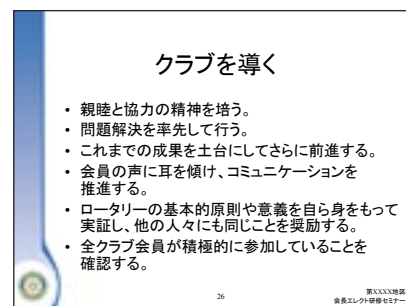 クラブを導く
• 親睦と協力の精神を培う。
• 問題解決を率先して行う。
• これまでの成果を土台にしてさらに前進する。
• 会員の声に耳を傾け、コミュニケーションを
推進する。
• ロータリーの基本的原則や意義を自ら身をもって
実証し、他の人々にも同じことを奨励する。
• 全クラブ会員が積極的に参加していることを
確認する。
26
第XXXX地区
会長エレクト研修セミナー